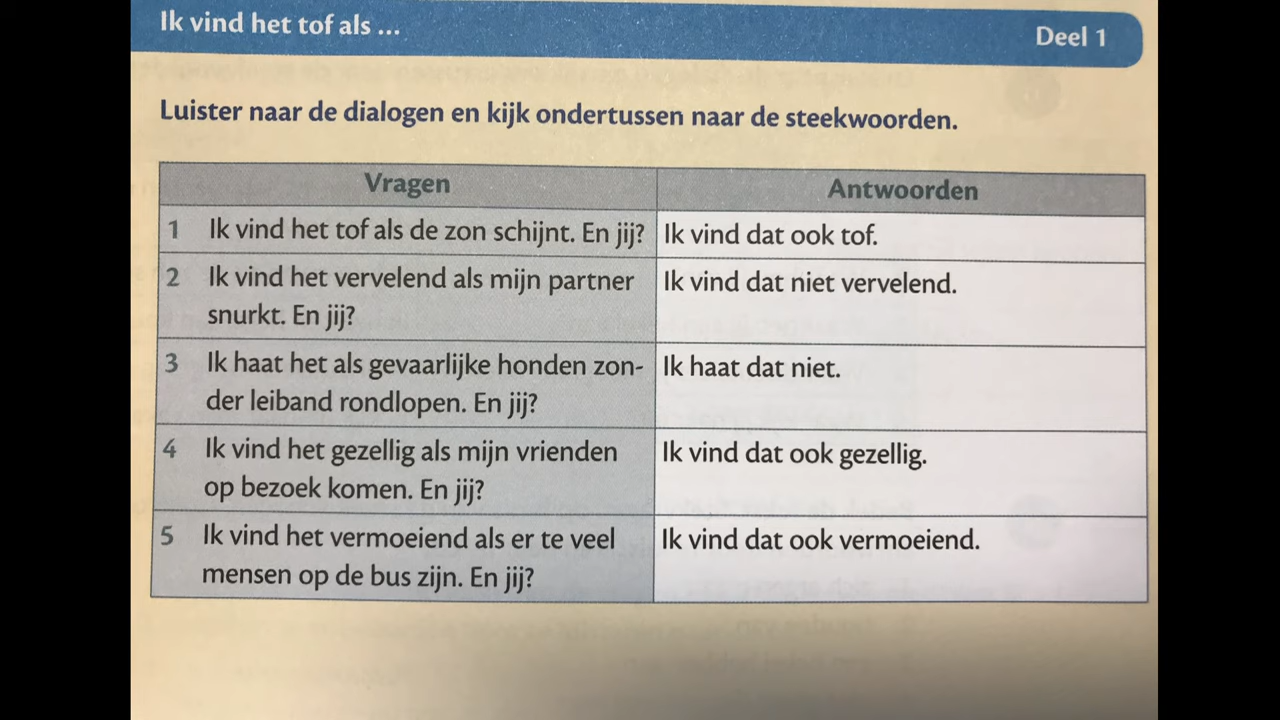 Ik vind het tof als ...
Deel 1
Luister naar de dialogen en kijk ondertussen naar de steekwoorden.
Vragen
Antwoorden
1 Ik vind het tof als de zon schijnt. En jij?
Ik vind dat ook tof.
2 Ik vind het vervelend als mijn partner
snurkt. En jij?
Ik vind dat niet vervelend.
3 Ik haat het als gevaarlijke honden zon-
der leiband rondlopen. En jij?
Ik haat dat niet.
4 Ik vind het gezellig als mijn vrienden
op bezoek komen. En jij?
Ik vind dat ook gezellig.
5 Ik vind het vermoeiend als er te veel
mensen op de bus zijn. En jij?
Ik vind dat ook vermoeiend.